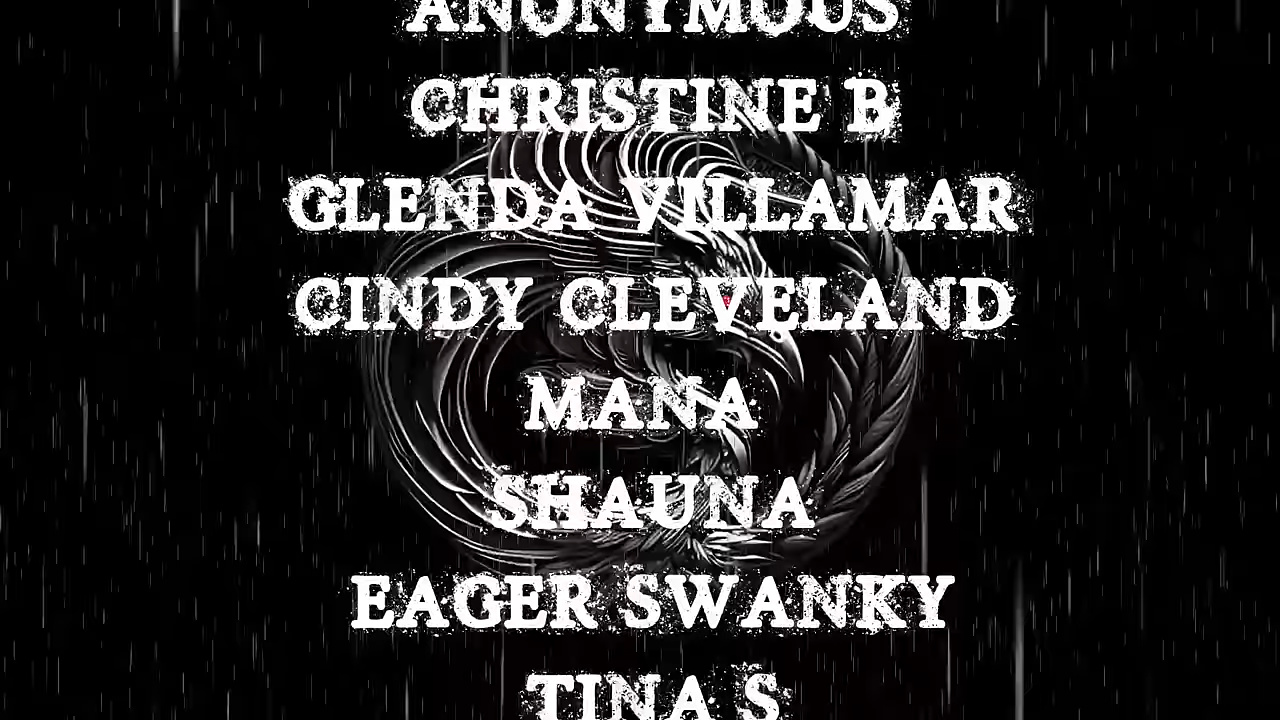 ANONYMOUS
CHRISTINE B
GLENDA VILLAMAR
CINDY CLEVELAND
MANA
SHAUNA
EAGER SWANKY
TINA S